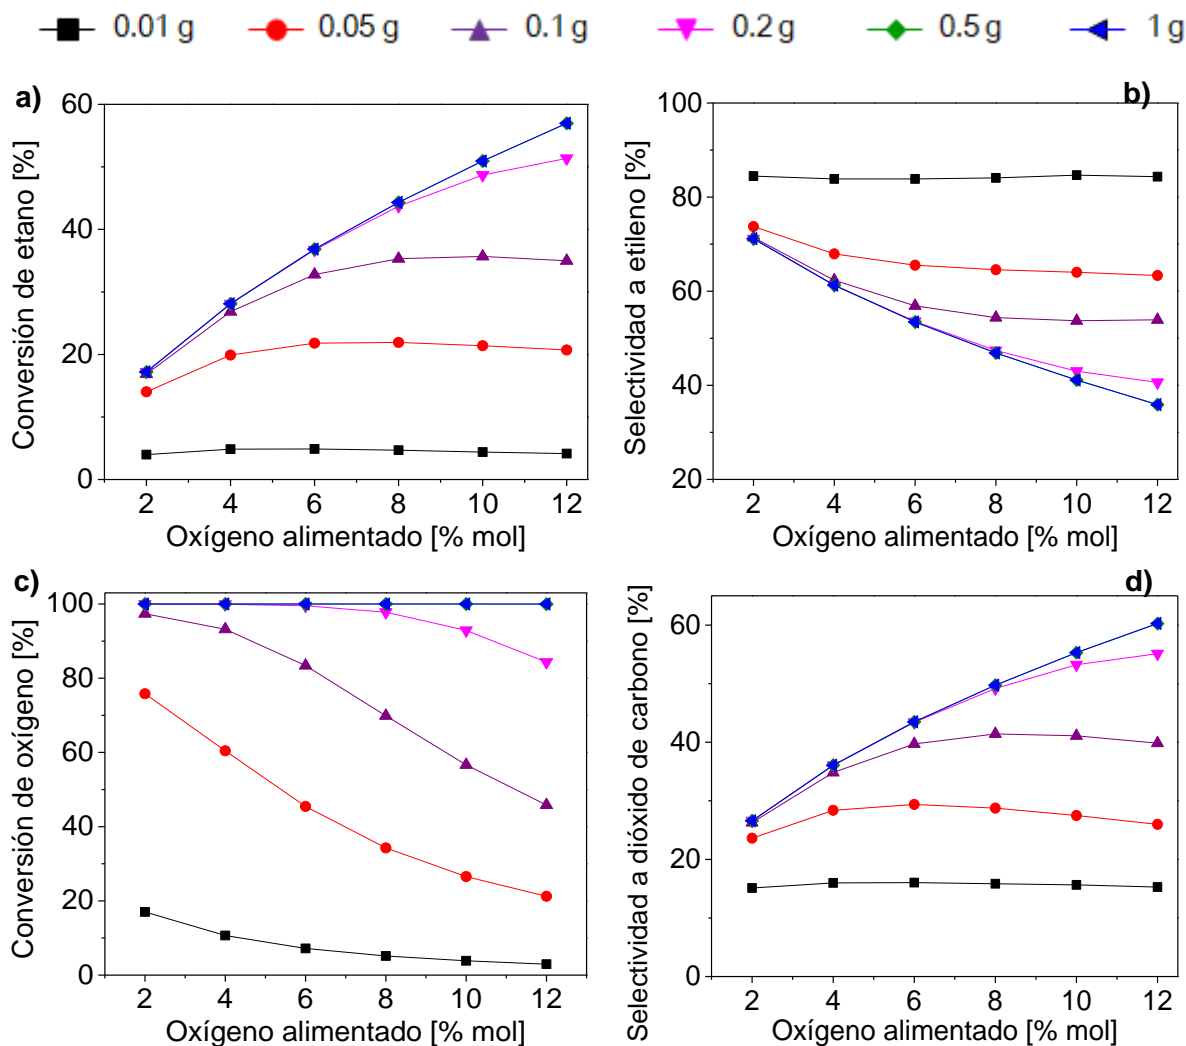 0.01 g 0.05 g 0.1 g 0.2 g 0.5 g 1 g
a)
Conversión de etano [%]
60
40
20
0
2 4 6 8 10 12
Oxígeno alimentado [% mol]
b)
Selectividad a etileno [%]
100
80
60
40
20
2 4 6 8 10 12
Oxígeno alimentado [% mol]
c)
Conversión de oxígeno [%]
100
80
60
40
20
0
2 4 6 8 10 12
Oxígeno alimentado [% mol]
d)
Selectividad a dióxido de carbono [%]
60
40
20
0
2 4 6 8 10 12
Oxígeno alimentado [% mol]